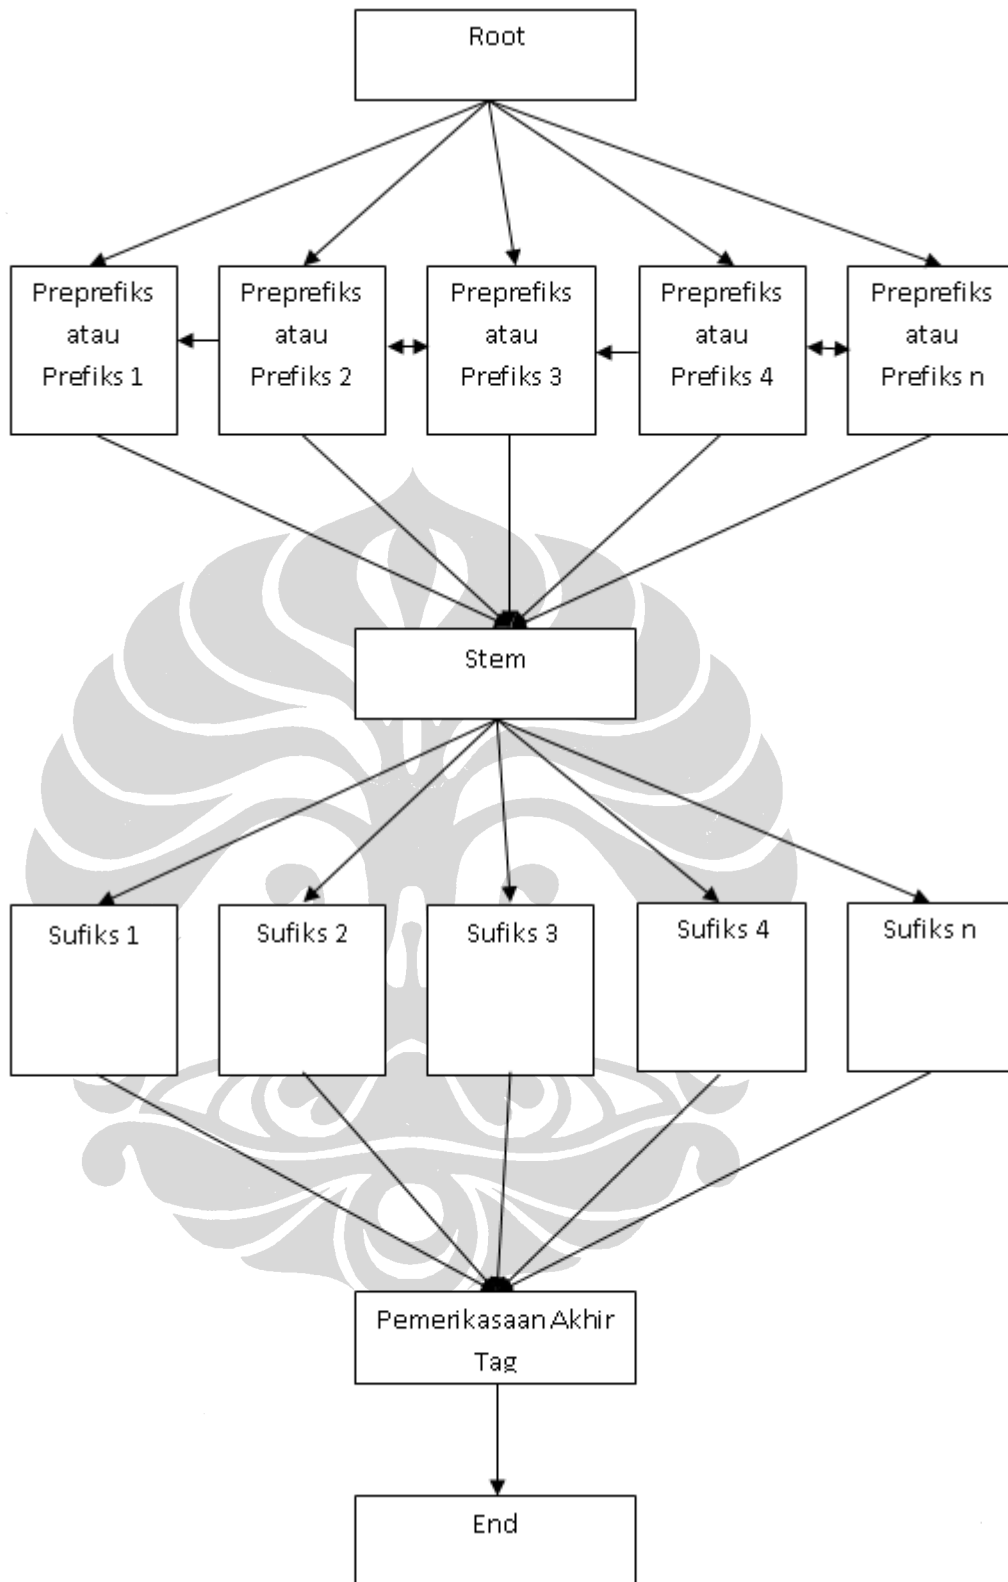 Root
Preprefiks
atau
Prefiks 1
Preprefiks
atau
Prefiks 2
Preprefiks
atau
Prefiks 3
Preprefiks
atau
Prefiks 4
Preprefiks
atau
Prefiks n
Stem
Sufiks 1
Sufiks 2
Sufiks 3
Sufiks 4
Sufiks n
Pemerikasaan Akhir
Tag
End